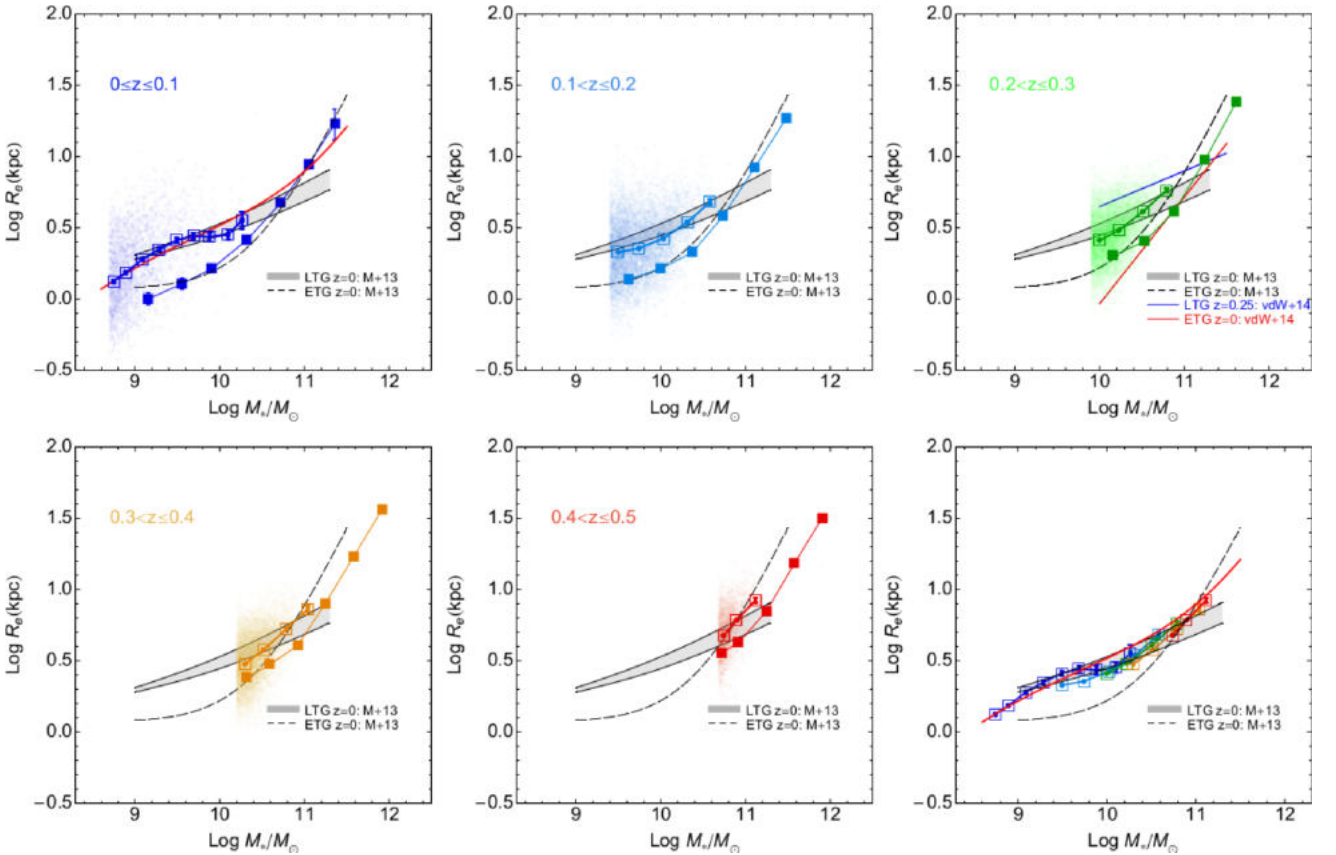 2.0
1.5
1.0
0.5
0.0
−0.5
Log Re(kpc)
0≤z≤0.1
LTG z=0: M+13
ETG z=0: M+13
9 10 11 12
Log M*/M⊙
2.0
1.5
1.0
0.5
0.0
−0.5
Log Re(kpc)
0.1<z≤0.2
LTG z=0: M+13
ETG z=0: M+13
9 10 11 12
Log M*/M⊙
2.0
1.5
1.0
0.5
0.0
−0.5
Log Re(kpc)
0.2<z≤0.3
LTG z=0: M+13
ETG z=0: M+13
LTG z=0.25: vdW+14
ETG z=0: vdW+14
9 10 11 12
Log M*/M⊙
2.0
1.5
1.0
0.5
0.0
−0.5
Log Re(kpc)
0.3<z≤0.4
LTG z=0: M+13
ETG z=0: M+13
9 10 11 12
Log M*/M⊙
2.0
1.5
1.0
0.5
0.0
−0.5
Log Re(kpc)
0.4<z≤0.5
LTG z=0: M+13
ETG z=0: M+13
9 10 11 12
Log M*/M⊙
2.0
1.5
1.0
0.5
0.0
−0.5
Log Re(kpc)
LTG z=0: M+13
ETG z=0: M+13
9 10 11 12
Log M*/M⊙